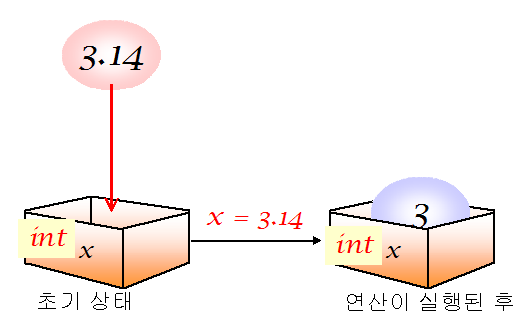 3.14
x = 3.14
3
int x
int x
초기 상태
연산이 실행된 후